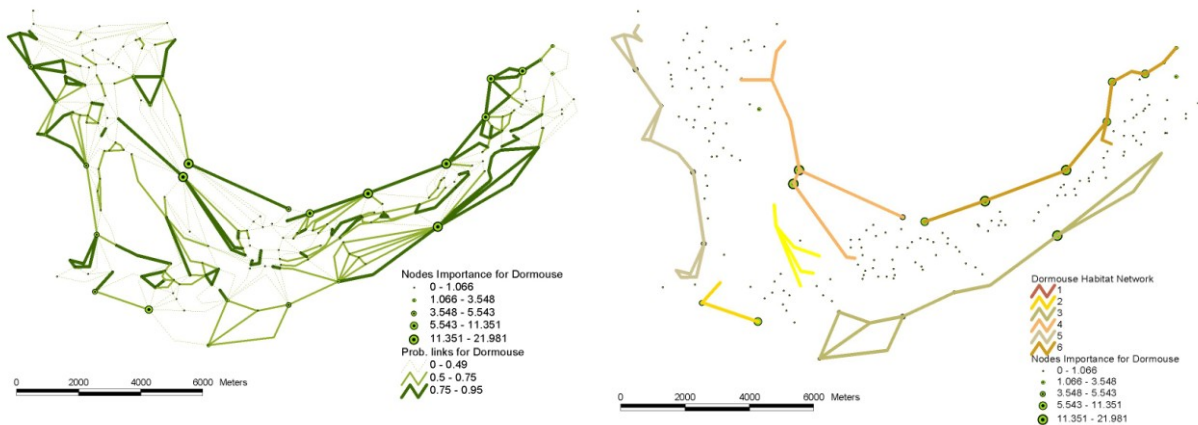 Nodes Importance for Dormouse
0 - 1.066
1.066 - 3.548
3.548 - 5.543
5.543 - 11.351
11.351 - 21.981
Prob. links for Dormouse
0 - 0.49
0.5 - 0.75
0.75 - 0.95
0 2000 4000 6000 Meters
Dormouse Habitat Network
1
2
3
4
5
6
Nodes Importance for Dormouse
0 - 1.066
1.066 - 3.548
3.548 - 5.543
5.543 - 11.351
11.351 - 21.981
0 2000 4000 6000 Meters